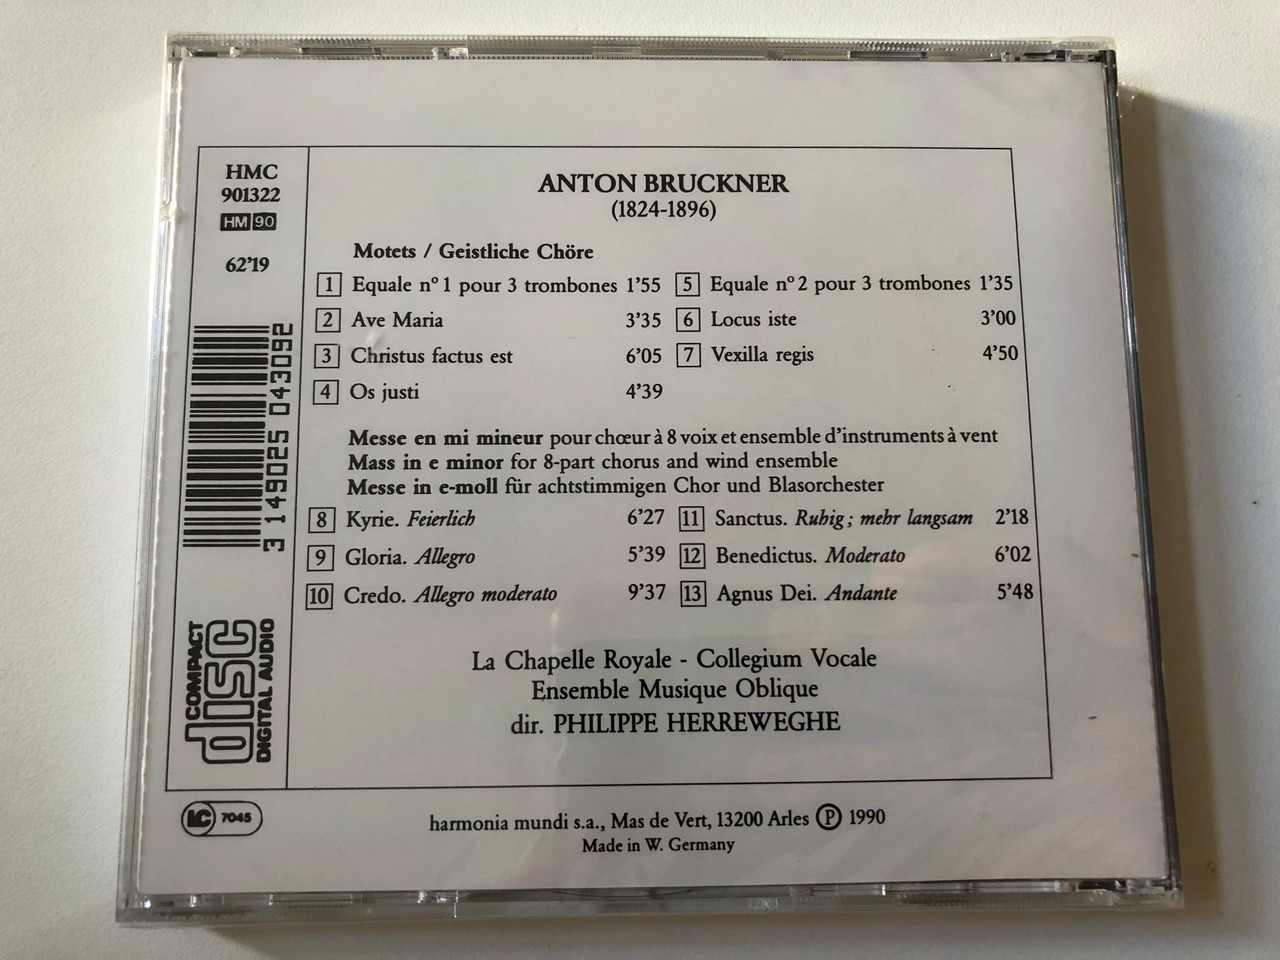 HMC
901322
HM 90
62'19
3 149025 043092
COMPACT
disc
DIGITAL AUDIO
ANTON BRUCKNER
(1824-1896)
Motets / Geistliche Chöre
1 Equale nº 1 pour 3 trombones 1'55
2 Ave Maria 3'35
3 Christus factus est 6'05
4 Os justi 4'39
5 Equale nº 2 pour 3 trombones 1'35
6 Locus iste 3'00
7 Vexilla regis 4'50
Messe en mi mineur pour chœur à 8 voix et ensemble d'instruments à vent
Mass in e minor for 8-part chorus and wind ensemble
Messe in e-moll für achtstimmigen Chor und Blasorchester
8 Kyrie. Feierlich 6'27
9 Gloria. Allegro 5'39
10 Credo. Allegro moderato 9'37
11 Sanctus. Ruhig ; mehr langsam 2'18
12 Benedictus. Moderato 6'02
13 Agnus Dei. Andante 5'48
La Chapelle Royale - Collegium Vocale
Ensemble Musique Oblique
dir. PHILIPPE HERREWEGHE
LC 7045
harmonia mundi s.a., Mas de Vert, 13200 Arles Ⓟ 1990
Made in W. Germany